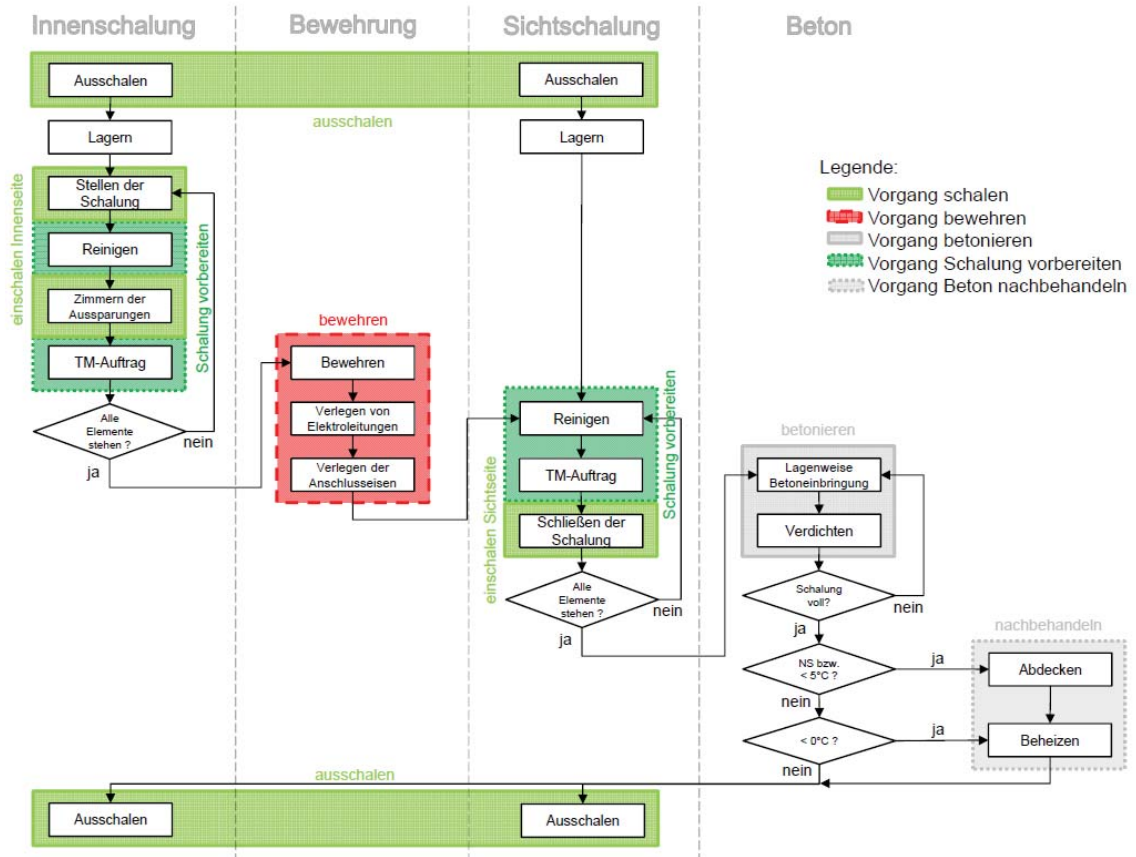 Innenschalung
Bewehrung
Sichtschalung
Beton
Ausschalen
Ausschalen
ausschalen
Lagern
Lagern
Stellen der
Schalung
Reinigen
Zimmern der
Aussparungen
TM-Auftrag
Alle
Elemente
stehen ?
nein
ja
einschalen Innenseite
Schalung vorbereiten
bewehren
Bewehren
Verlegen von
Elektroleitungen
Verlegen der
Anschlusseisen
Reinigen
TM-Auftrag
Schließen der
Schalung
Alle
Elemente
stehen ?
nein
ja
einschalen Sichtseite
Schalung vorbereiten
Legende:
Vorgang schalen
Vorgang bewehren
Vorgang betonieren
Vorgang Schalung vorbereiten
Vorgang Beton nachbehandeln
betonieren
Lagenweise
Betoneinbringung
Verdichten
Schalung
voll?
nein
ja
NS bzw.
< 5°C ?
ja
nein
< 0°C ?
ja
nein
nachbehandeln
Abdecken
Beheizen
ausschalen
Ausschalen
Ausschalen